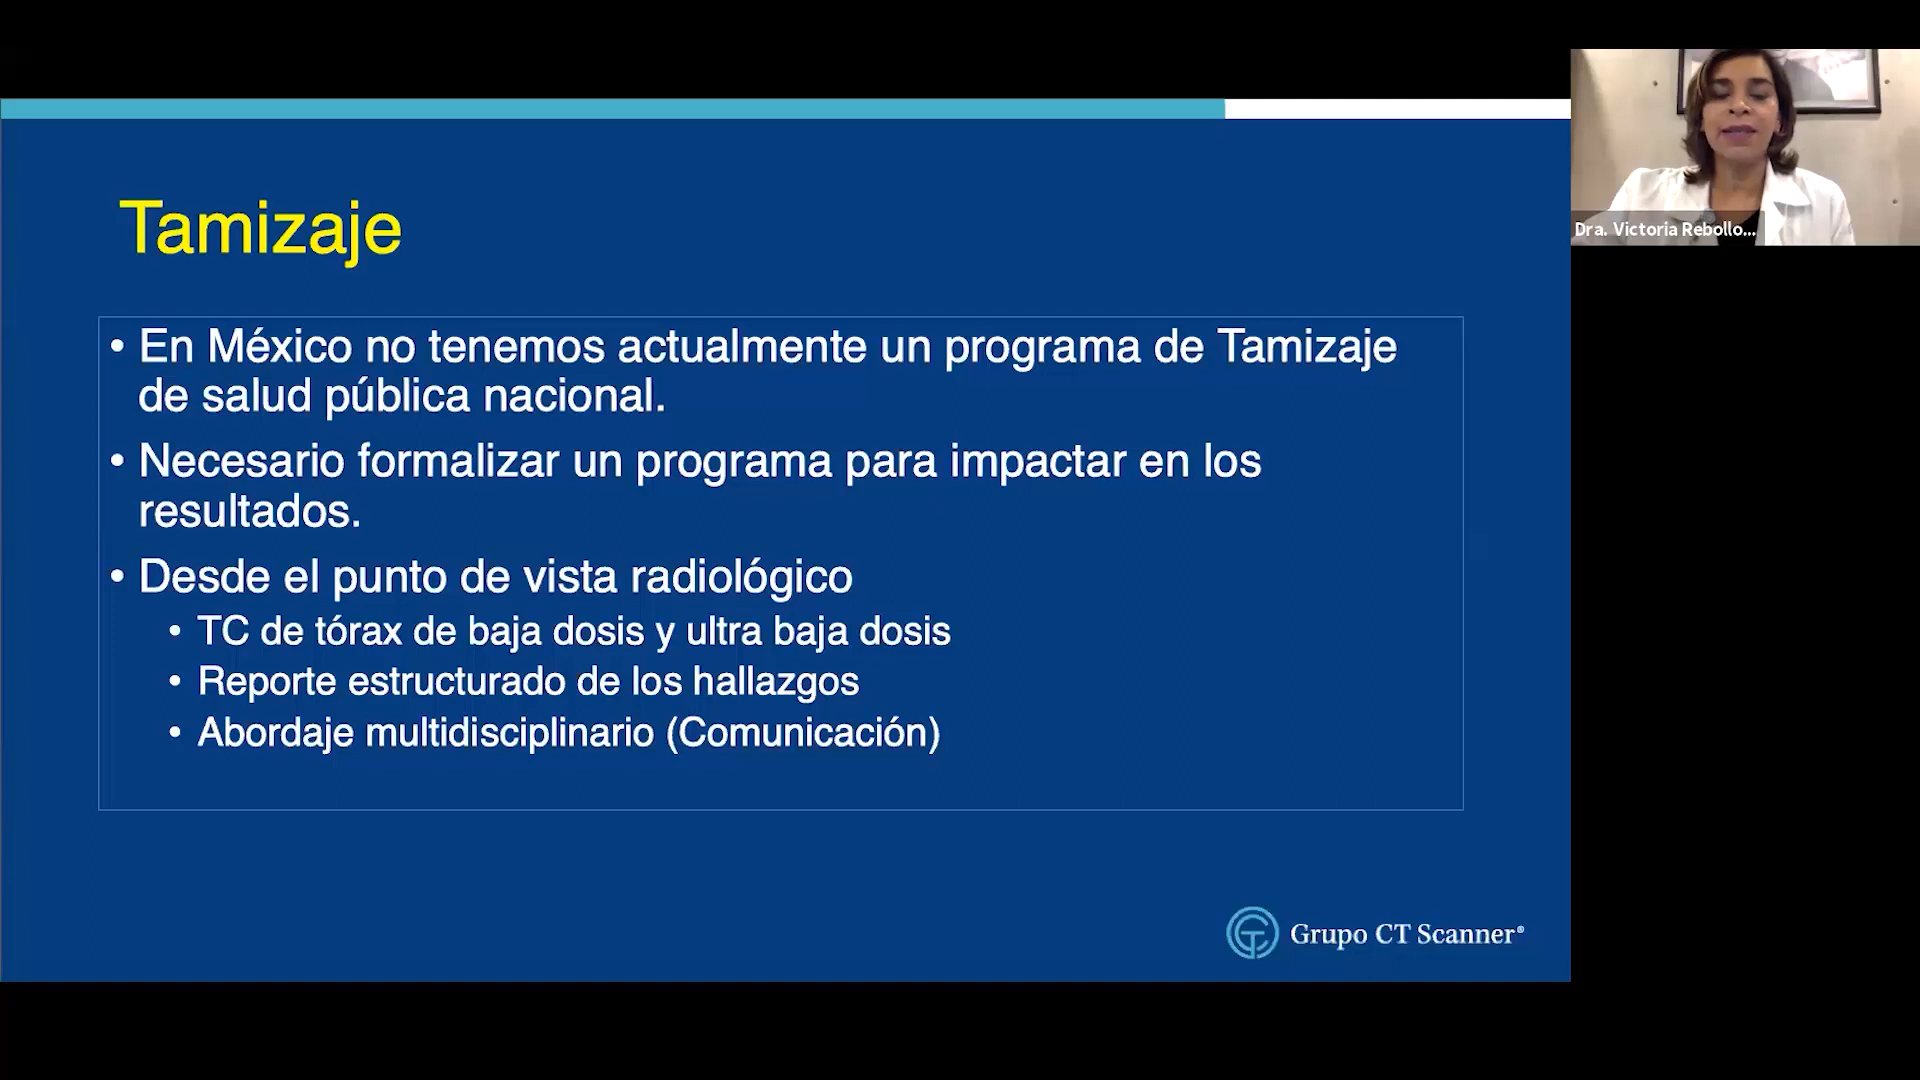 Tamizaje
• En México no tenemos actualmente un programa de Tamizaje
de salud pública nacional.
• Necesario formalizar un programa para impactar en los
resultados.
• Desde el punto de vista radiológico
• TC de tórax de baja dosis y ultra baja dosis
• Reporte estructurado de los hallazgos
• Abordaje multidisciplinario (Comunicación)
Grupo CT Scanner®
Dra. Victoria Rebollo...